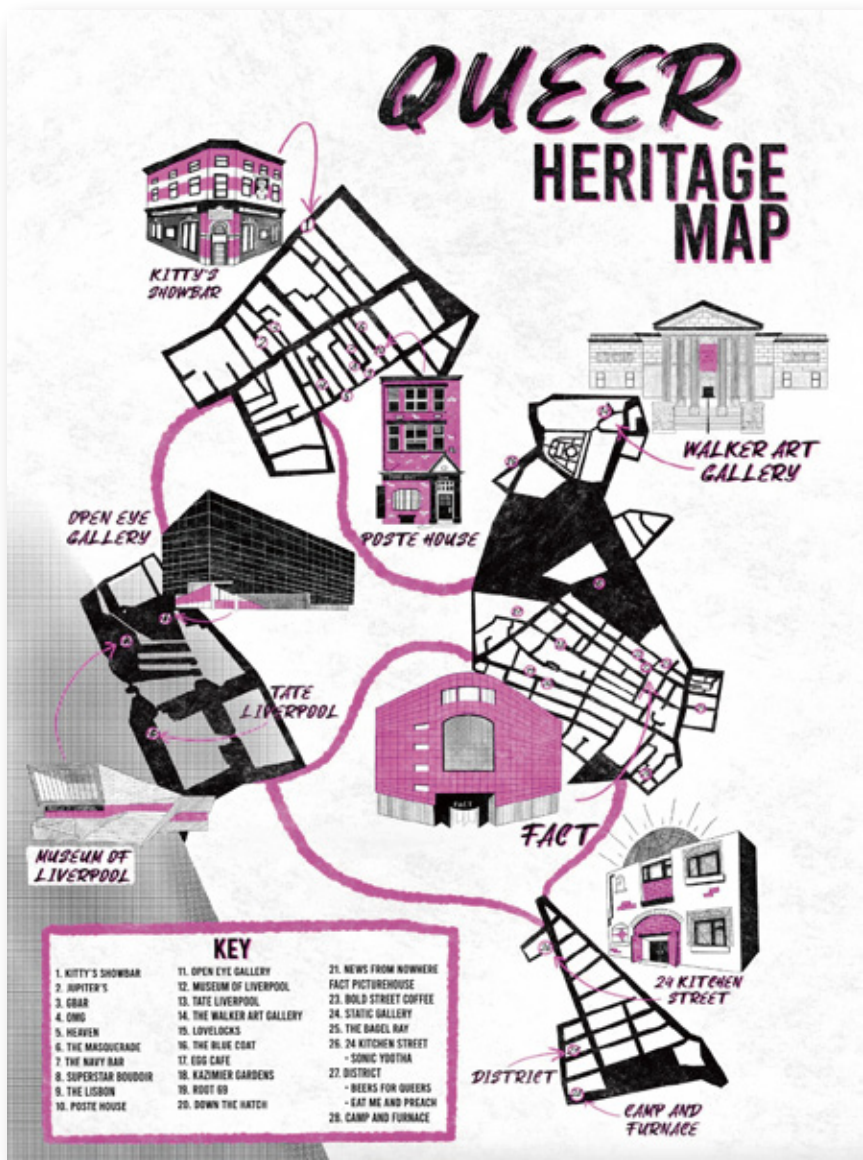 QUEER
HERITAGE
MAP
KITTY'S
SHOWBAR
WALKER ART
GALLERY
OPEN EYE
GALLERY
POSTE HOUSE
TATE
LIVERPOOL
FACT
MUSEUM OF
LIVERPOOL
FACT
24 KITCHEN
STREET
DISTRICT
CAMP AND
FURNACE
KEY
1. KITTY'S SHOWBAR
2. JUPITER'S
3. GBAR
4. OMG
5. HEAVEN
6. THE MASQUERADE
7. THE NAVY BAR
8. SUPERSTAR BOUDOIR
9. THE LISBON
10. POSTE HOUSE
11. OPEN EYE GALLERY
12. MUSEUM OF LIVERPOOL
13. TATE LIVERPOOL
14. THE WALKER ART GALLERY
15. LOVELOCKS
16. THE BLUE COAT
17. EGG CAFE
18. KAZIMIER GARDENS
19. ROOT 69
20. DOWN THE HATCH
21. NEWS FROM NOWHERE
FACT PICTUREHOUSE
23. BOLD STREET COFFEE
24. STATIC GALLERY
25. THE BAGEL RAY
26. 24 KITCHEN STREET
- SONIC YOOTHA
27. DISTRICT
- BEERS FOR QUEERS
- EAT ME AND PREACH
28. CAMP AND FURNACE